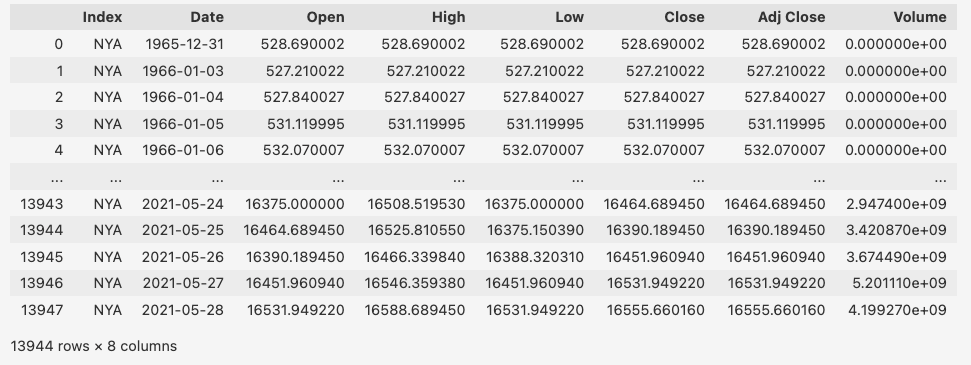 Index Date Open High Low Close Adj Close Volume
0 NYA 1965-12-31 528.690002 528.690002 528.690002 528.690002 528.690002 0.000000e+00
1 NYA 1966-01-03 527.210022 527.210022 527.210022 527.210022 527.210022 0.000000e+00
2 NYA 1966-01-04 527.840027 527.840027 527.840027 527.840027 527.840027 0.000000e+00
3 NYA 1966-01-05 531.119995 531.119995 531.119995 531.119995 531.119995 0.000000e+00
4 NYA 1966-01-06 532.070007 532.070007 532.070007 532.070007 532.070007 0.000000e+00
... ... ... ... ... ... ... ... ...
13943 NYA 2021-05-24 16375.000000 16508.519530 16375.000000 16464.689450 16464.689450 2.947400e+09
13944 NYA 2021-05-25 16464.689450 16525.810550 16375.150390 16390.189450 16390.189450 3.420870e+09
13945 NYA 2021-05-26 16390.189450 16466.339840 16388.320310 16451.960940 16451.960940 3.674490e+09
13946 NYA 2021-05-27 16451.960940 16546.359380 16451.960940 16531.949220 16531.949220 5.201110e+09
13947 NYA 2021-05-28 16531.949220 16588.689450 16531.949220 16555.660160 16555.660160 4.199270e+09
13944 rows × 8 columns